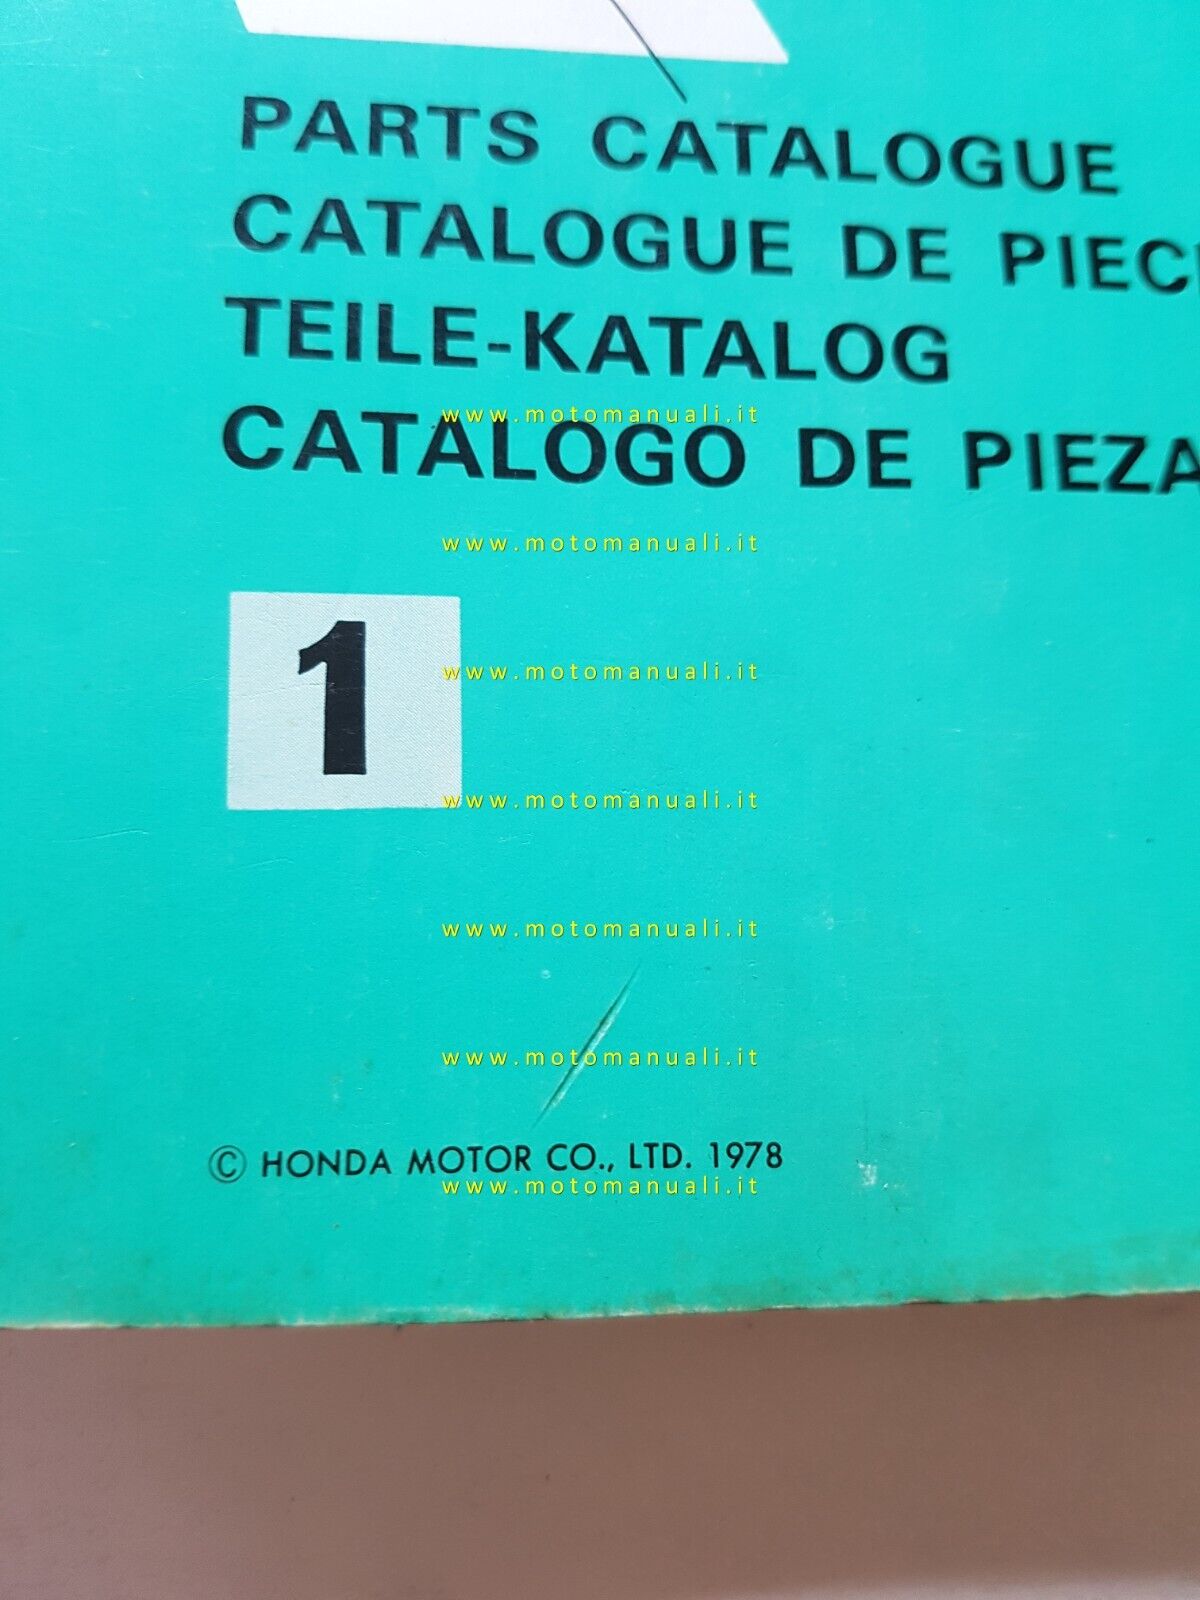 PARTS CATALOGUE
CATALOGUE DE PIEC
TEILE-KATALOG
CATALOGO DE PIEZA
www.motomanuali.it
www.motomanuali.it
1
www.motomanuali.it
www.motomanuali.it
www.motomanuali.it
www.motomanuali.it
© HONDA MOTOR CO., LTD. 1978
www.motomanuali.it